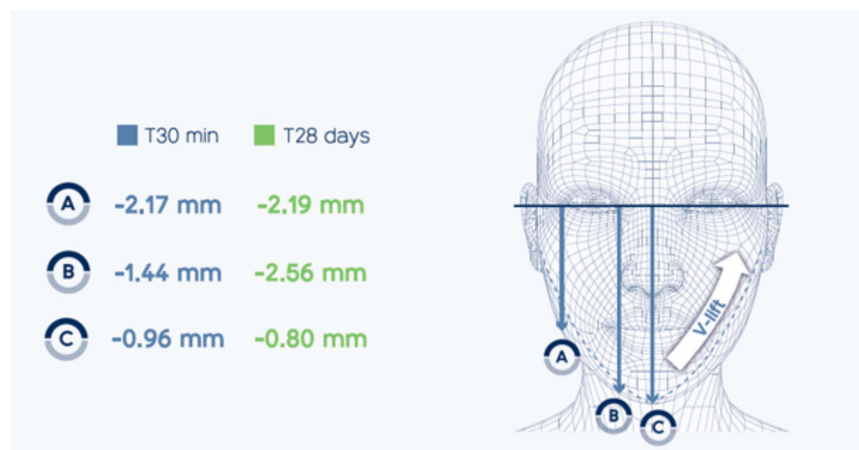 T30 min T28 days
A -2.17 mm -2.19 mm
B -1.44 mm -2.56 mm
C -0.96 mm -0.80 mm
V-lift
A
B
C